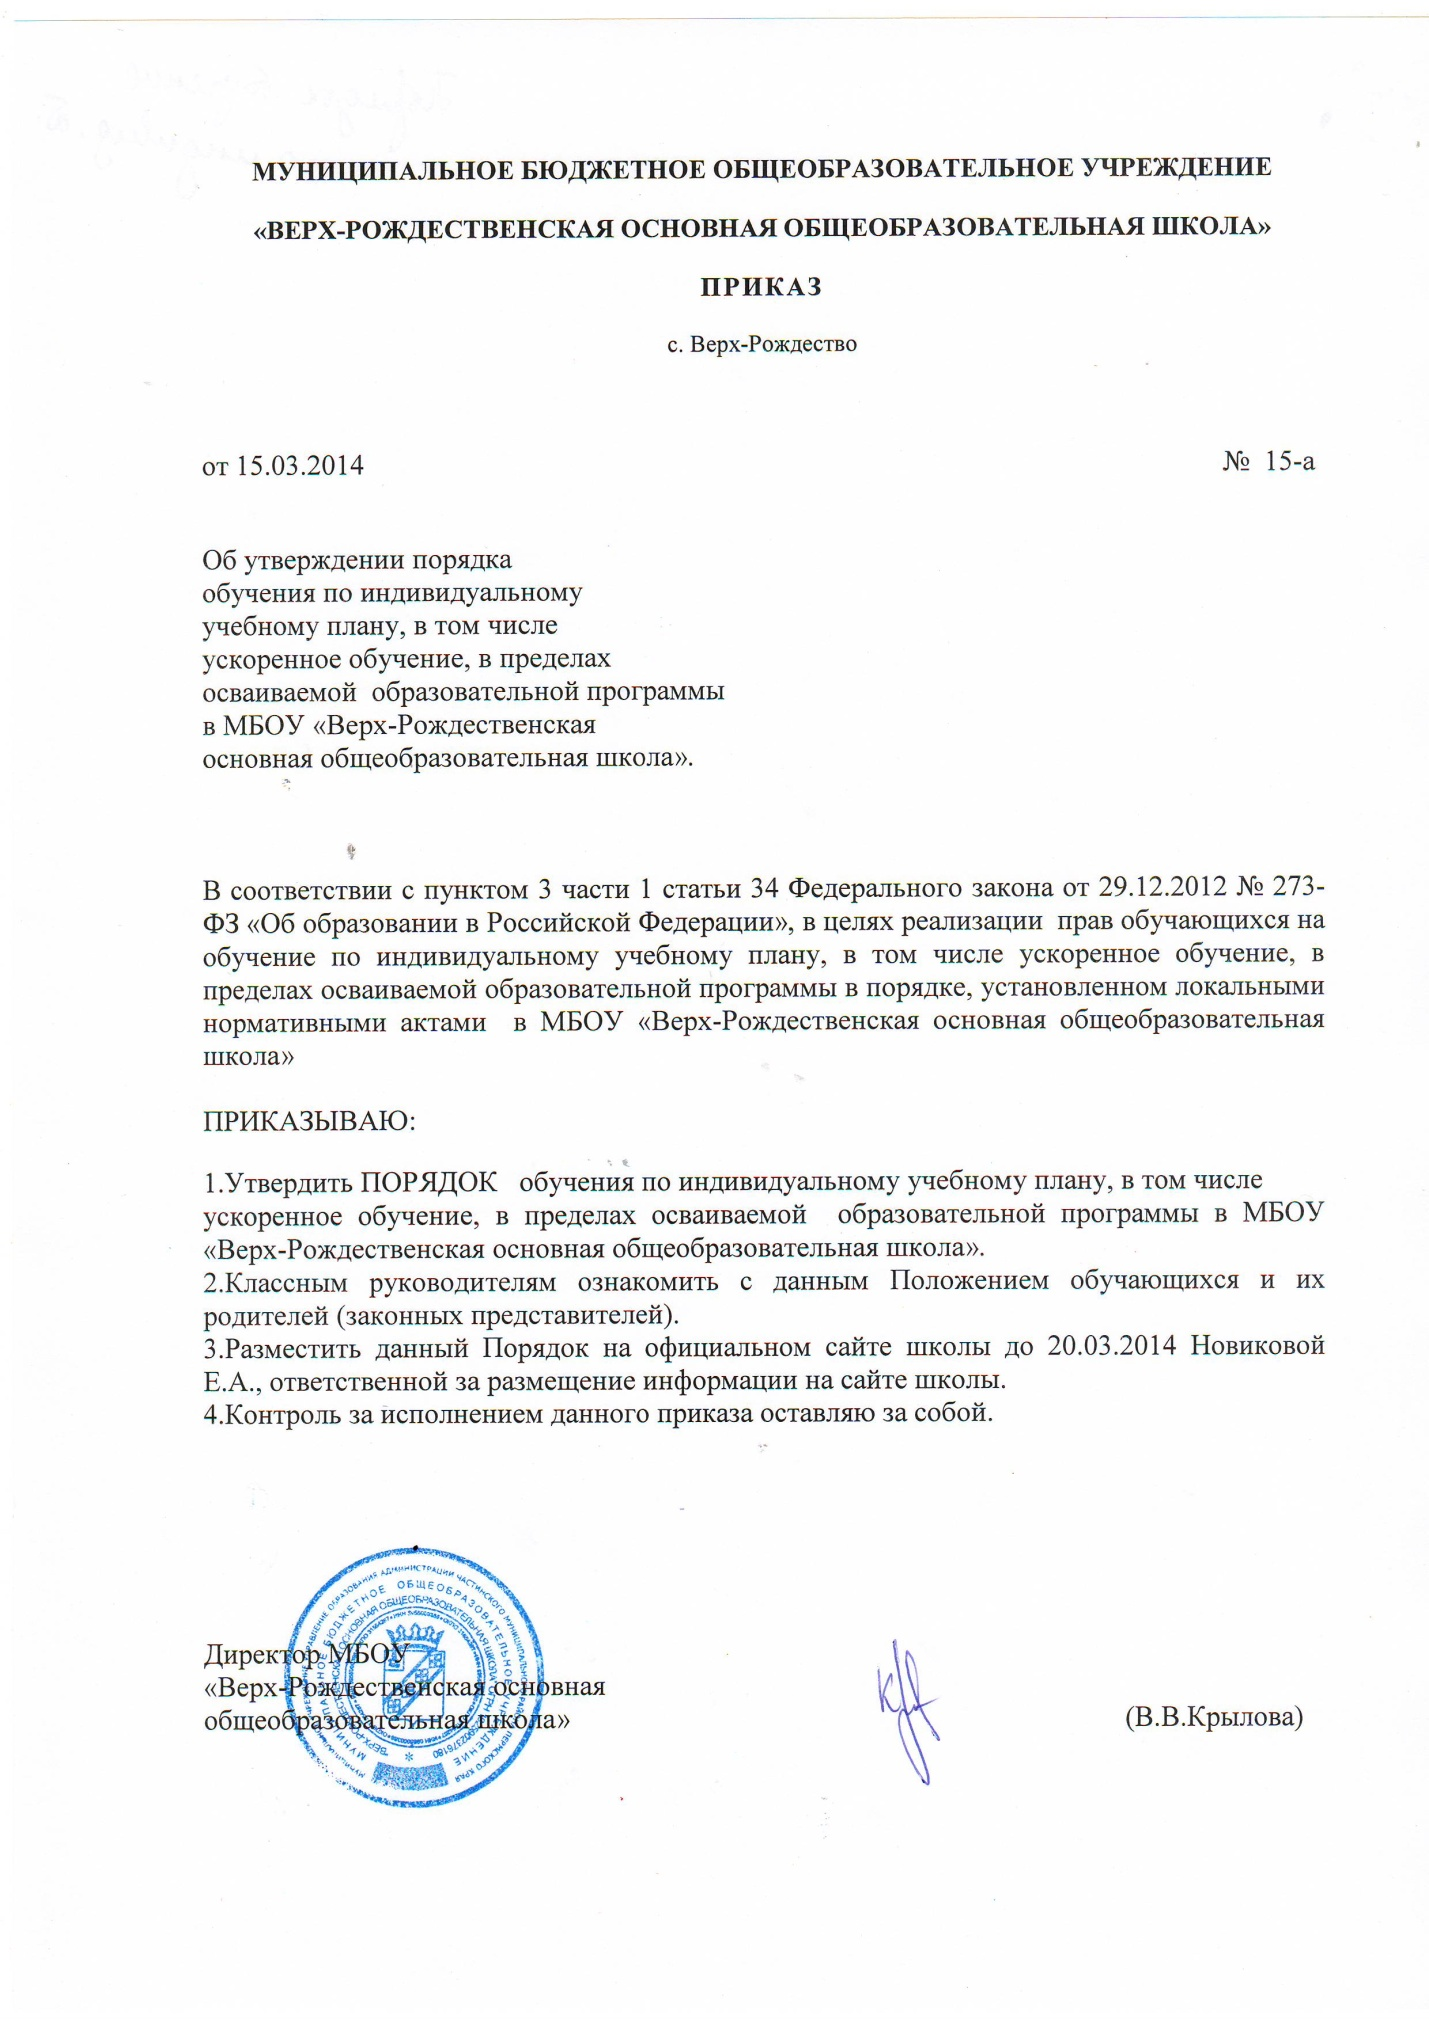 МУНИЦИПАЛЬНОЕ БЮДЖЕТНОЕ ОБЩЕОБРАЗОВАТЕЛЬНОЕ УЧРЕЖДЕНИЕ
«ВЕРХ-РОЖДЕСТВЕНСКАЯ ОСНОВНАЯ ОБЩЕОБРАЗОВАТЕЛЬНАЯ ШКОЛА»
ПРИКАЗ
с. Верх-Рождество
от 15.03.2014 № 15-а
Об утверждении порядка
обучения по индивидуальному
учебному плану, в том числе
ускоренное обучение, в пределах
осваиваемой образовательной программы
в МБОУ «Верх-Рождественская
основная общеобразовательная школа».
В соответствии с пунктом 3 части 1 статьи 34 Федерального закона от 29.12.2012 № 273-
ФЗ «Об образовании в Российской Федерации», в целях реализации прав обучающихся на
обучение по индивидуальному учебному плану, в том числе ускоренное обучение, в
пределах осваиваемой образовательной программы в порядке, установленном локальными
нормативными актами в МБОУ «Верх-Рождественская основная общеобразовательная
школа»
ПРИКАЗЫВАЮ:
1.Утвердить ПОРЯДОК обучения по индивидуальному учебному плану, в том числе
ускоренное обучение, в пределах осваиваемой образовательной программы в МБОУ
«Верх-Рождественская основная общеобразовательная школа».
2.Классным руководителям ознакомить с данным Положением обучающихся и их
родителей (законных представителей).
3.Разместить данный Порядок на официальном сайте школы до 20.03.2014 Новиковой
Е.А., ответственной за размещение информации на сайте школы.
4.Контроль за исполнением данного приказа оставляю за собой.
Директор МБОУ
«Верх-Рождественская основная
общеобразовательная школа» (В.В.Крылова)
МУНИЦИПАЛЬНОЕ БЮДЖЕТНОЕ ОБЩЕОБРАЗОВАТЕЛЬНОЕ УЧРЕЖДЕНИЕ